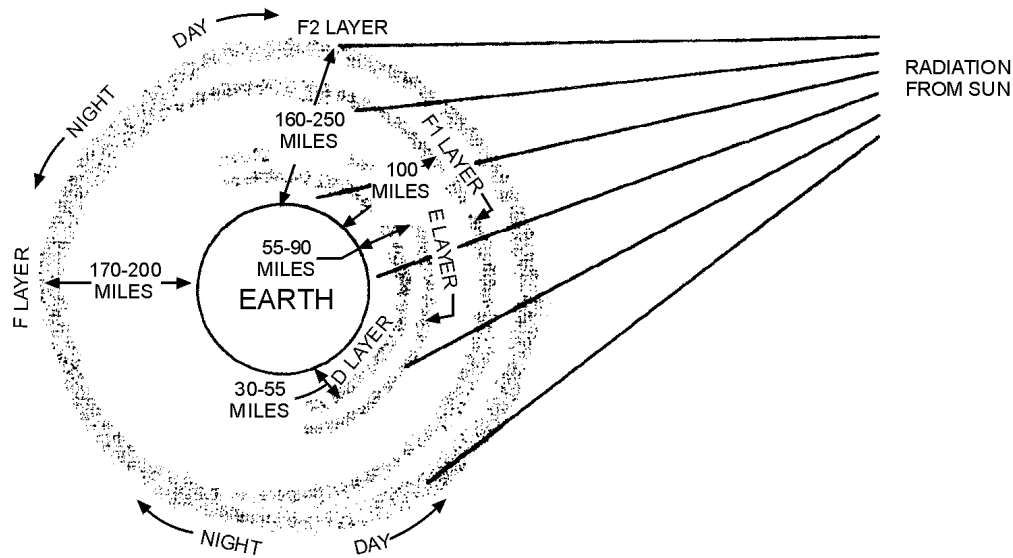 DAY
F2 LAYER
RADIATION
FROM SUN
NIGHT
160-250
MILES
F1 LAYER
100
MILES
E LAYER
55-90
MILES
F LAYER
170-200
MILES
EARTH
D LAYER
30-55
MILES
NIGHT
DAY